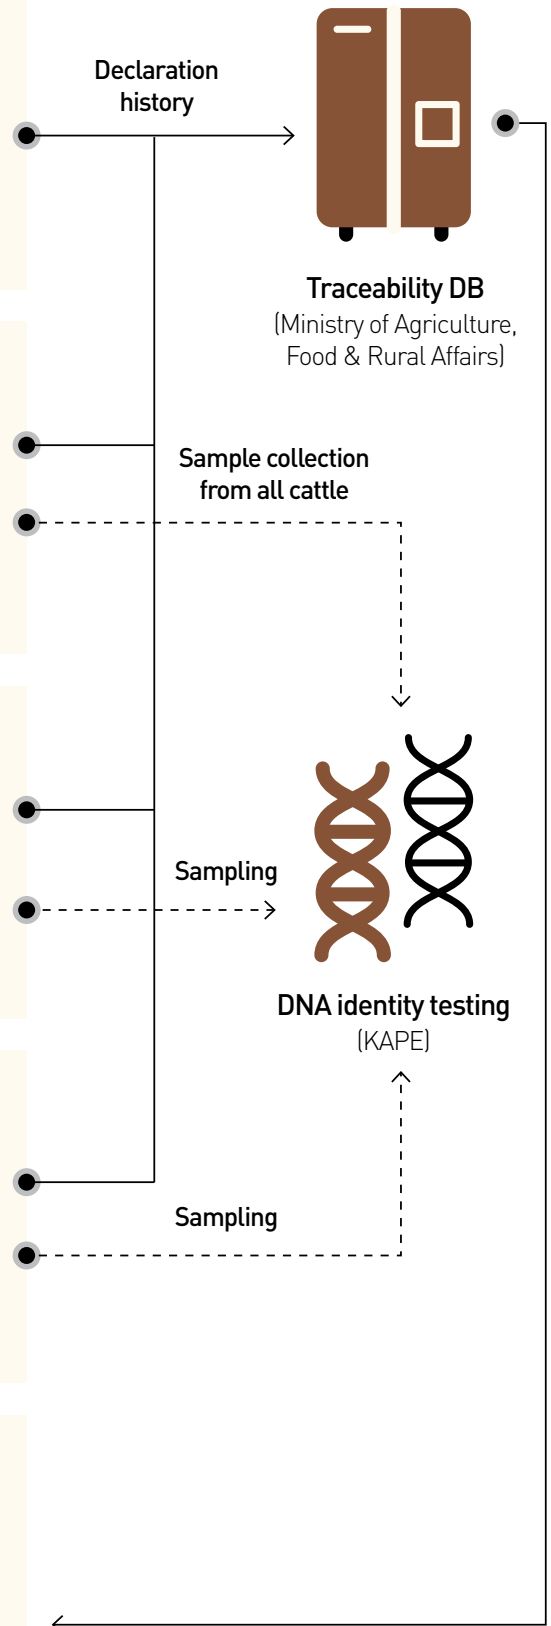 Declaration
history
Traceability DB
(Ministry of Agriculture,
Food & Rural Affairs)
Sample collection
from all cattle
Sampling
DNA identity testing
(KAPE)
Sampling